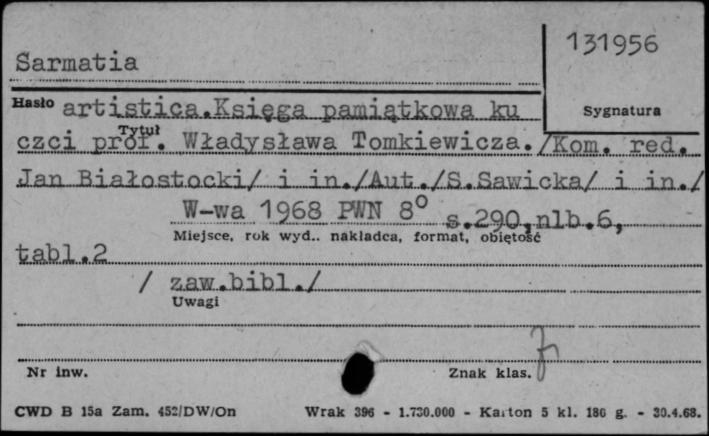 131956
Sarmatia
Hasło artistica.Księga pamiątkowa ku
Sygnatura
Tytuł
czci prof. Władysława Tomkiewicza./Kom. red.
Jan Białostocki/ i in./Aut./S.Sawicka/ i in./
W-wa 1968 PWN 8° s.290,nlb.6,
Miejsce, rok wyd.. nakładca, format, obiętość
tabl.2
/ zaw.bibl./
Uwagi
Nr inw.
Znak klas.
CWD B 15a Zam. 452/DW/On Wrak 396 - 1.730.000 - Karton 5 kl. 180 g. - 30.4.68.